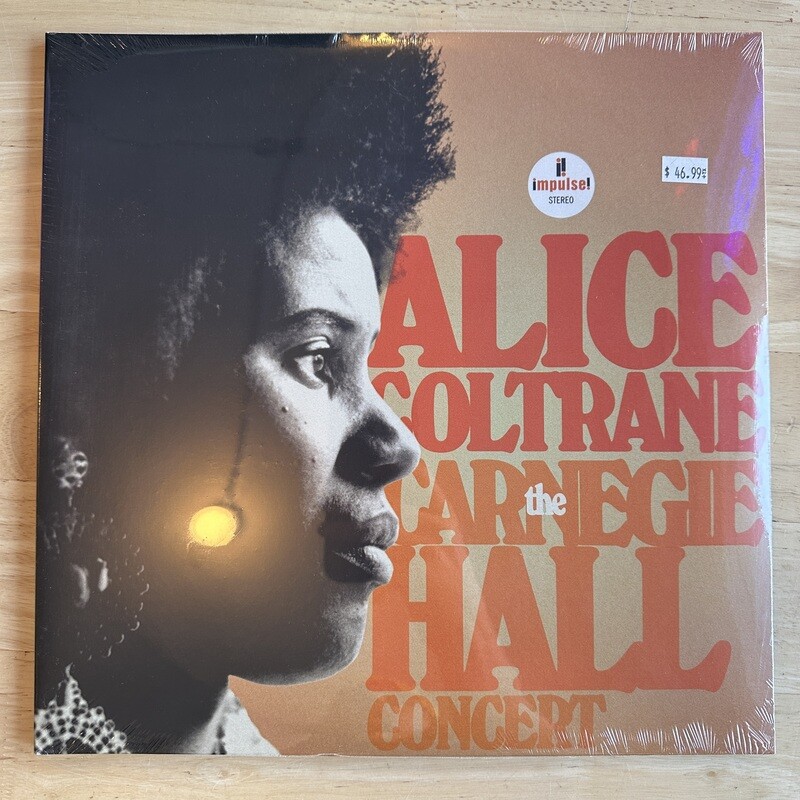 i!
impulse!
STEREO
$ 46.99
ALICE
COLTRANE
the
CARNEGIE
HALL
CONCERT